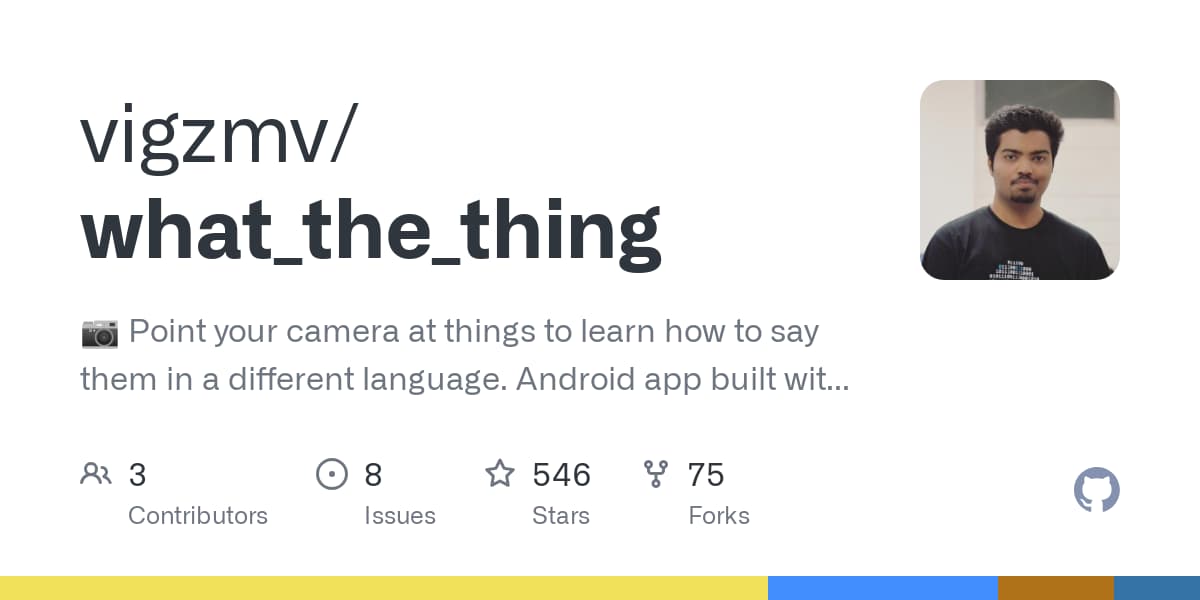 vigzmv/
what_the_thing
📷 Point your camera at things to learn how to say
them in a different language. Android app built wit...
3
Contributors
8
Issues
546
Stars
75
Forks